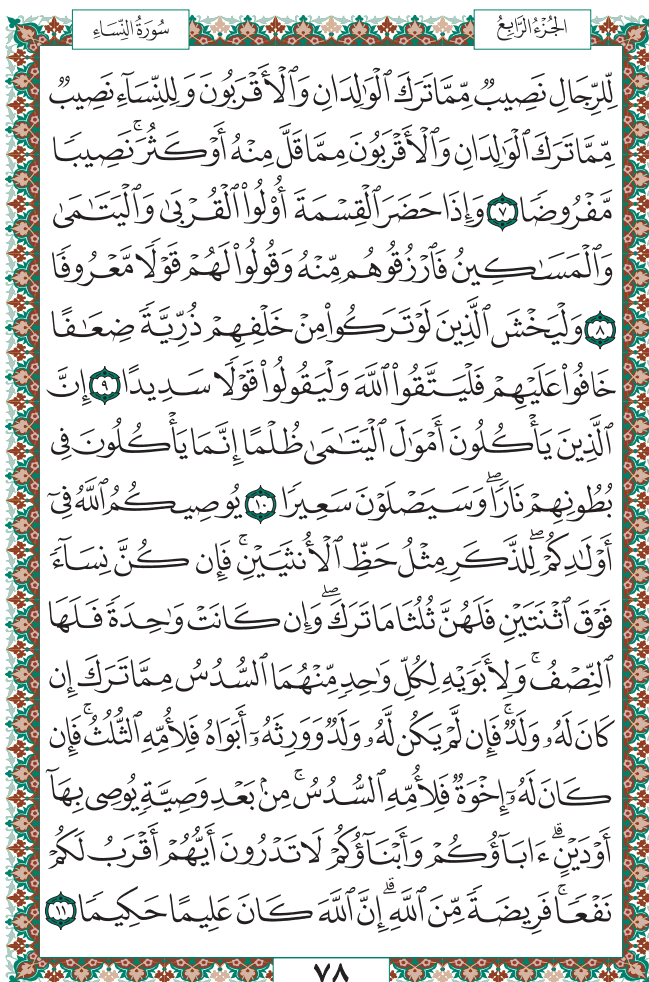 الجُزْءُ الرَّابِعُ
سُورَةُ النِّسَاءِ
لِّلرِّجَالِ نَصِيبٌ مِّمَّا تَرَكَ ٱلْوَٰلِدَانِ وَٱلْأَقْرَبُونَ وَلِلنِّسَآءِ نَصِيبٌ
مِّمَّا تَرَكَ ٱلْوَٰلِدَانِ وَٱلْأَقْرَبُونَ مِمَّا قَلَّ مِنْهُ أَوْ كَثُرَ ۚ نَصِيبًا
مَّفْرُوضًا ٧ وَإِذَا حَضَرَ ٱلْقِسْمَةَ أُو۟لُوا۟ ٱلْقُرْبَىٰ وَٱلْيَتَـٰمَىٰ
وَٱلْمَسَـٰكِينُ فَٱرْزُقُوهُم مِّنْهُ وَقُولُوا۟ لَهُمْ قَوْلًا مَّعْرُوفًا
٨ وَلْيَخْشَ ٱلَّذِينَ لَوْ تَرَكُوا۟ مِنْ خَلْفِهِمْ ذُرِّيَّةً ضِعَـٰفًا
خَافُوا۟ عَلَيْهِمْ فَلْيَتَّقُوا۟ ٱللَّهَ وَلْيَقُولُوا۟ قَوْلًا سَدِيدًا ٩ إِنَّ
ٱلَّذِينَ يَأْكُلُونَ أَمْوَٰلَ ٱلْيَتَـٰمَىٰ ظُلْمًا إِنَّمَا يَأْكُلُونَ فِى
بُطُونِهِمْ نَارًا ۖ وَسَيَصْلَوْنَ سَعِيرًا ١٠ يُوصِيكُمُ ٱللَّهُ فِىٓ
أَوْلَـٰدِكُمْ ۖ لِلذَّكَرِ مِثْلُ حَظِّ ٱلْأُنثَيَيْنِ ۚ فَإِن كُنَّ نِسَآءً
فَوْقَ ٱثْنَتَيْنِ فَلَهُنَّ ثُلُثَا مَا تَرَكَ ۖ وَإِن كَانَتْ وَٰحِدَةً فَلَهَا
ٱلنِّصْفُ ۚ وَلِأَبَوَيْهِ لِكُلِّ وَٰحِدٍ مِّنْهُمَا ٱلسُّدُسُ مِمَّا تَرَكَ إِن
كَانَ لَهُۥ وَلَدٌ ۚ فَإِن لَّمْ يَكُن لَّهُۥ وَلَدٌ وَوَرِثَهُۥٓ أَبَوَاهُ فَلِأُمِّهِ ٱلثُّلُثُ ۚ فَإِن
كَانَ لَهُۥٓ إِخْوَةٌ فَلِأُمِّهِ ٱلسُّدُسُ ۚ مِنۢ بَعْدِ وَصِيَّةٍ يُوصِى بِهَآ
أَوْ دَيْنٍ ۗ ءَابَآؤُكُمْ وَأَبْنَآؤُكُمْ لَا تَدْرُونَ أَيُّهُمْ أَقْرَبُ لَكُمْ
نَفْعًا ۚ فَرِيضَةً مِّنَ ٱللَّهِ ۗ إِنَّ ٱللَّهَ كَانَ عَلِيمًا حَكِيمًا ١١
٧٨